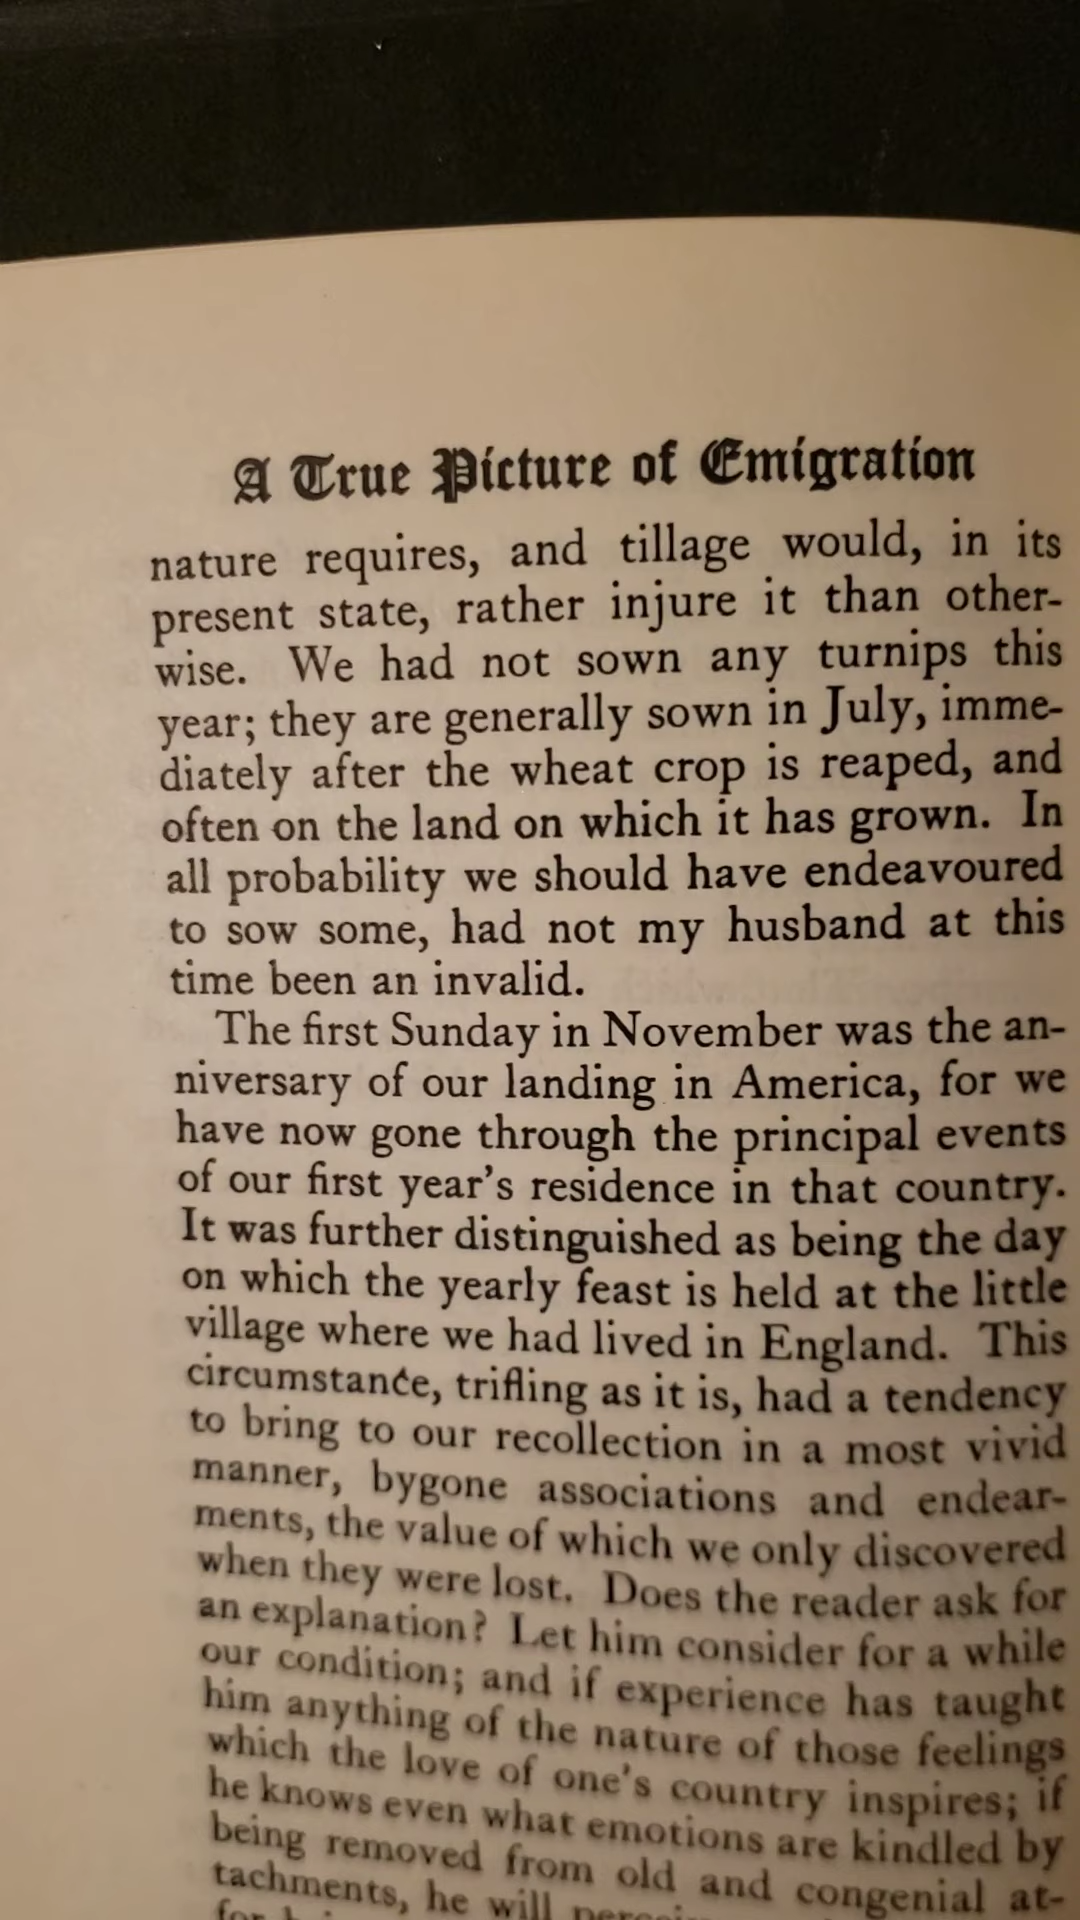 A True Picture of Emigration
nature requires, and tillage would, in its
present state, rather injure it than other-
wise. We had not sown any turnips this
year; they are generally sown in July, imme-
diately after the wheat crop is reaped, and
often on the land on which it has grown. In
all probability we should have endeavoured
to sow some, had not my husband at this
time been an invalid.
The first Sunday in November was the an-
niversary of our landing in America, for we
have now gone through the principal events
of our first year's residence in that country.
It was further distinguished as being the day
on which the yearly feast is held at the little
village where we had lived in England. This
circumstance, trifling as it is, had a tendency
to bring to our recollection in a most vivid
manner, bygone associations and endear-
ments, the value of which we only discovered
when they were lost. Does the reader ask for
an explanation? Let him consider for a while
our condition; and if experience has taught
him anything of the nature of those feelings
which the love of one's country inspires; if
he knows even what emotions are kindled by
being removed from old and congenial at-
tachments, he will